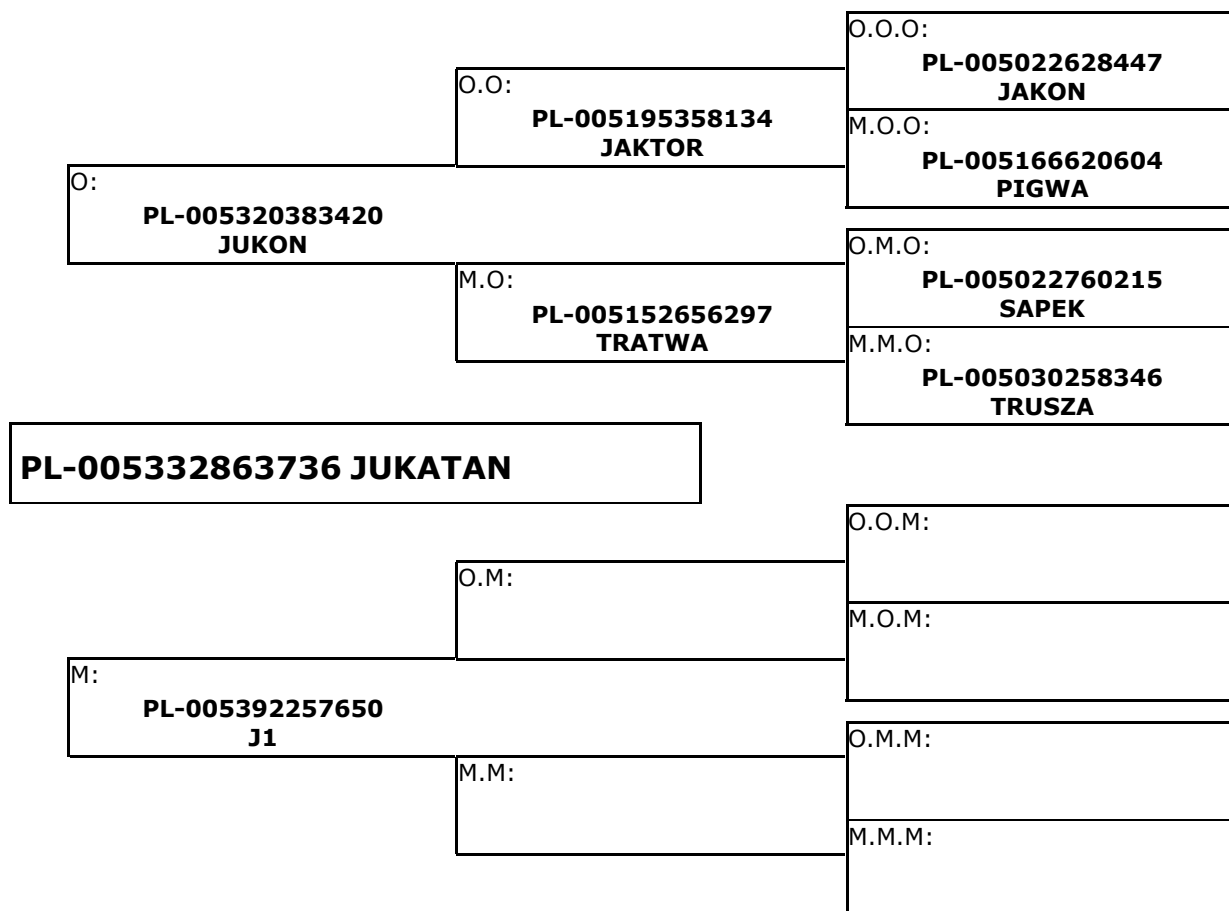 O.O.O:
PL-005022628447
JAKON
O.O:
PL-005195358134
JAKTOR
M.O.O:
PL-005166620604
PIGWA
O:
PL-005320383420
JUKON
O.M.O:
PL-005022760215
SAPEK
M.O:
PL-005152656297
TRATWA
M.M.O:
PL-005030258346
TRUSZA
PL-005332863736 JUKATAN
O.O.M:
O.M:
M.O.M:
M:
PL-005392257650
J1
O.M.M:
M.M:
M.M.M: